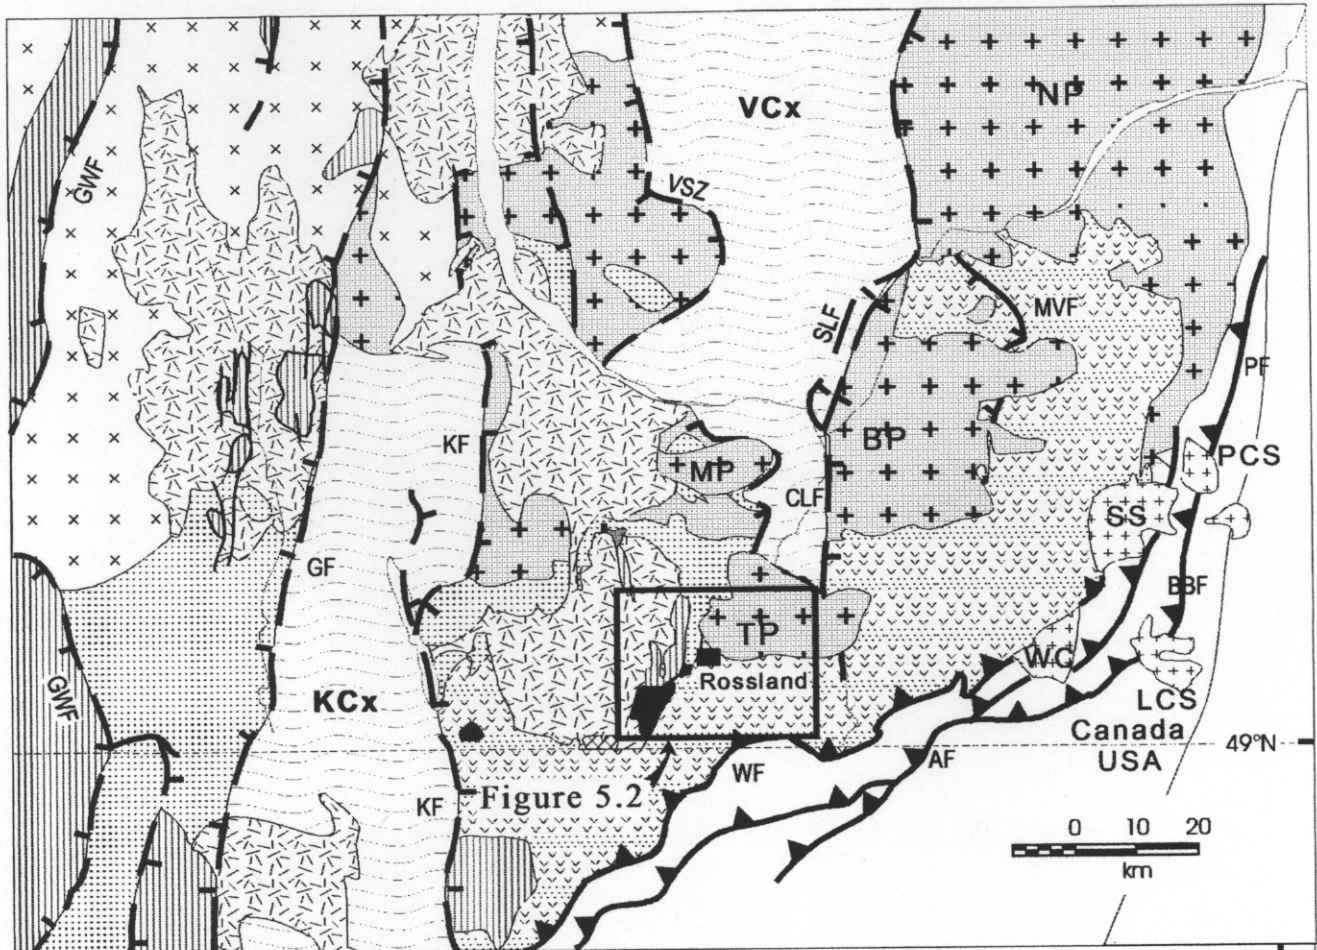 VCx
NP
GWF
VSZ
SLF
MVF
PF
KF
MP
BP
PCS
CLF
SS
GF
BBF
TP
WC
GWF
Rossland
KCx
LCS
Canada
USA
49°N
WF
AF
KF
Figure 5.2
0 10 20
km